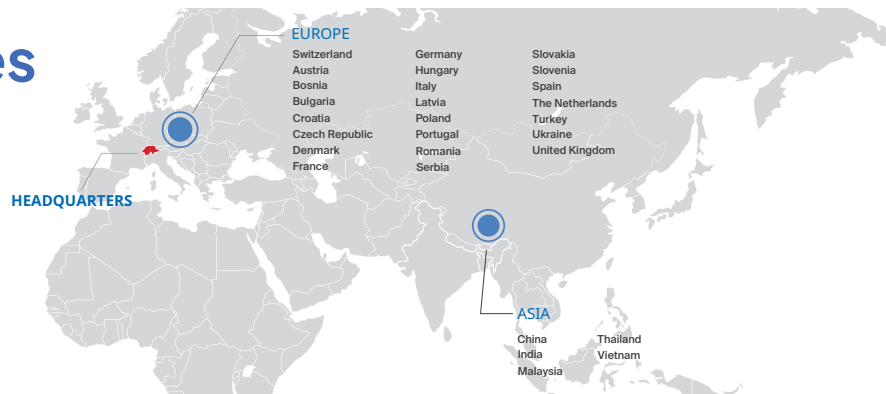 es
EUROPE
Switzerland
Austria
Bosnia
Bulgaria
Croatia
Czech Republic
Denmark
France
Germany
Hungary
Italy
Latvia
Poland
Portugal
Romania
Serbia
Slovakia
Slovenia
Spain
The Netherlands
Turkey
Ukraine
United Kingdom
HEADQUARTERS
ASIA
China
India
Malaysia
Thailand
Vietnam